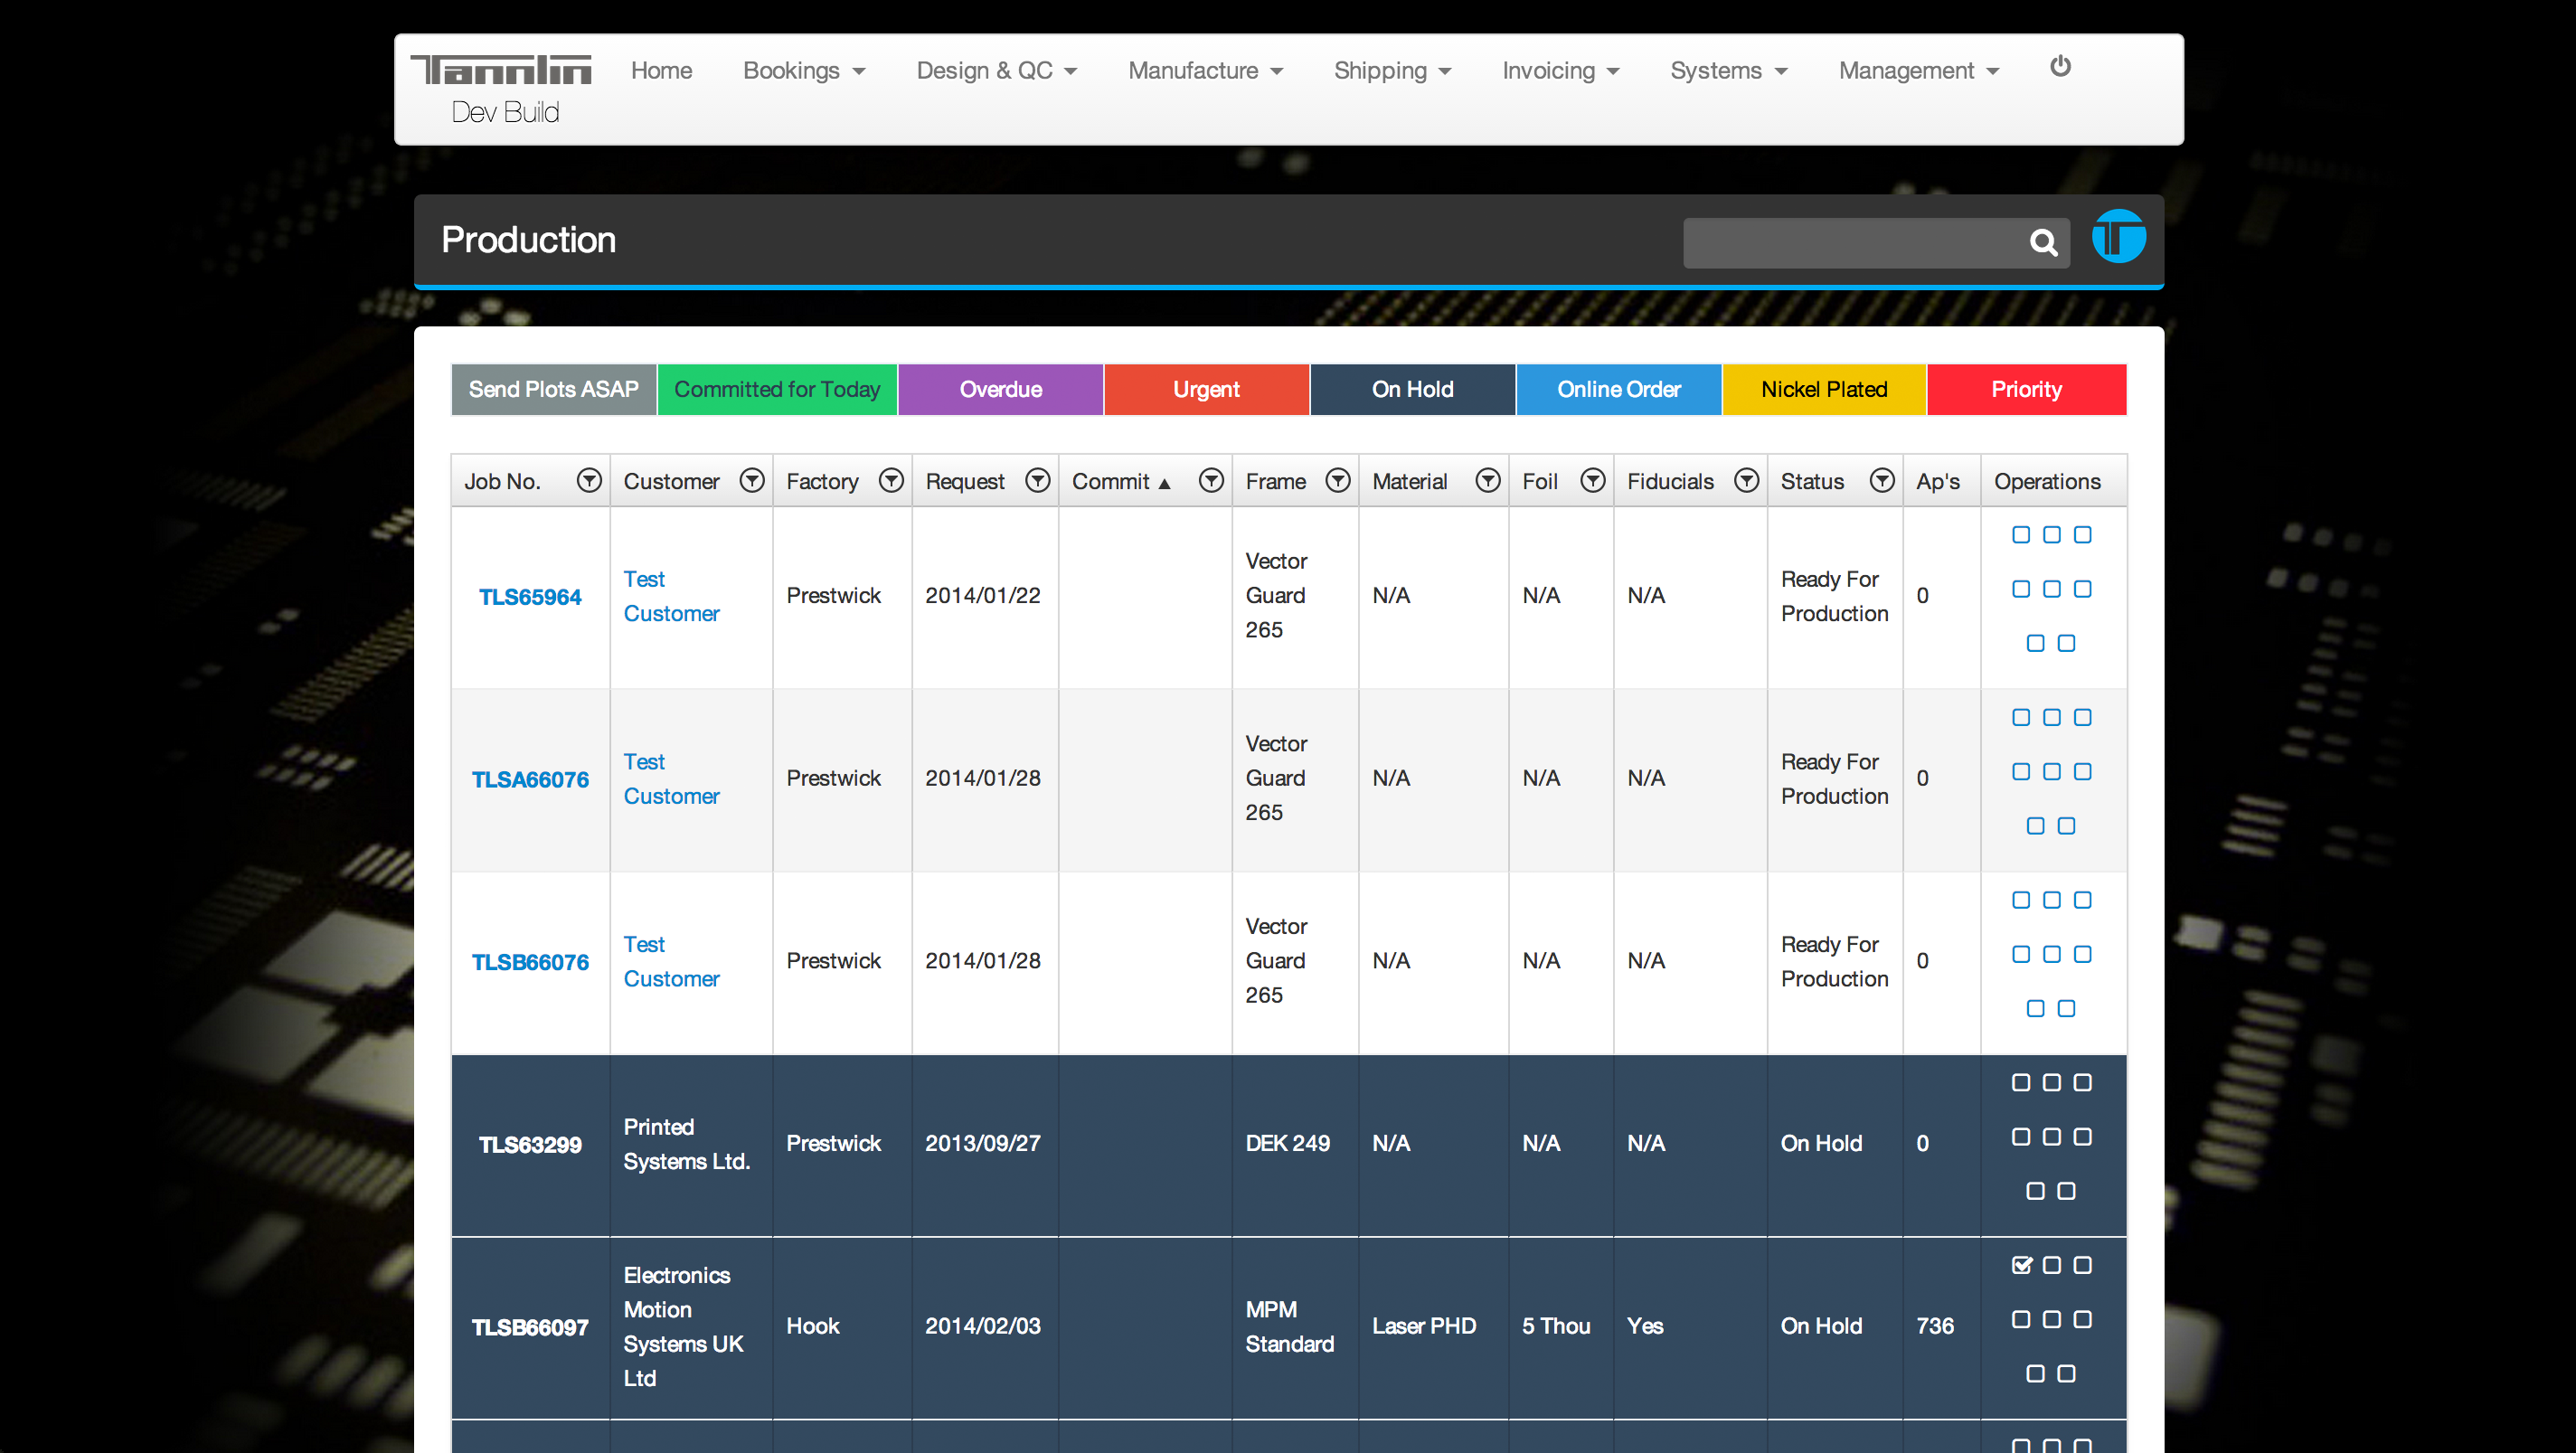 Tannlin Home Bookings Design & QC Manufacture Shipping Invoicing Systems Management
Dev Build
Production
Send Plots ASAP Committed for Today Overdue Urgent On Hold Online Order Nickel Plated Priority
Job No. Customer Factory Request Commit ▲ Frame Material Foil Fiducials Status Ap's Operations
TLS65964 Test Customer Prestwick 2014/01/22 Vector Guard 265 N/A N/A N/A Ready For Production 0
TLSA66076 Test Customer Prestwick 2014/01/28 Vector Guard 265 N/A N/A N/A Ready For Production 0
TLSB66076 Test Customer Prestwick 2014/01/28 Vector Guard 265 N/A N/A N/A Ready For Production 0
TLS63299 Printed Systems Ltd. Prestwick 2013/09/27 DEK 249 N/A N/A N/A On Hold 0
TLSB66097 Electronics Motion Systems UK Ltd Hook 2014/02/03 MPM Standard Laser PHD 5 Thou Yes On Hold 736